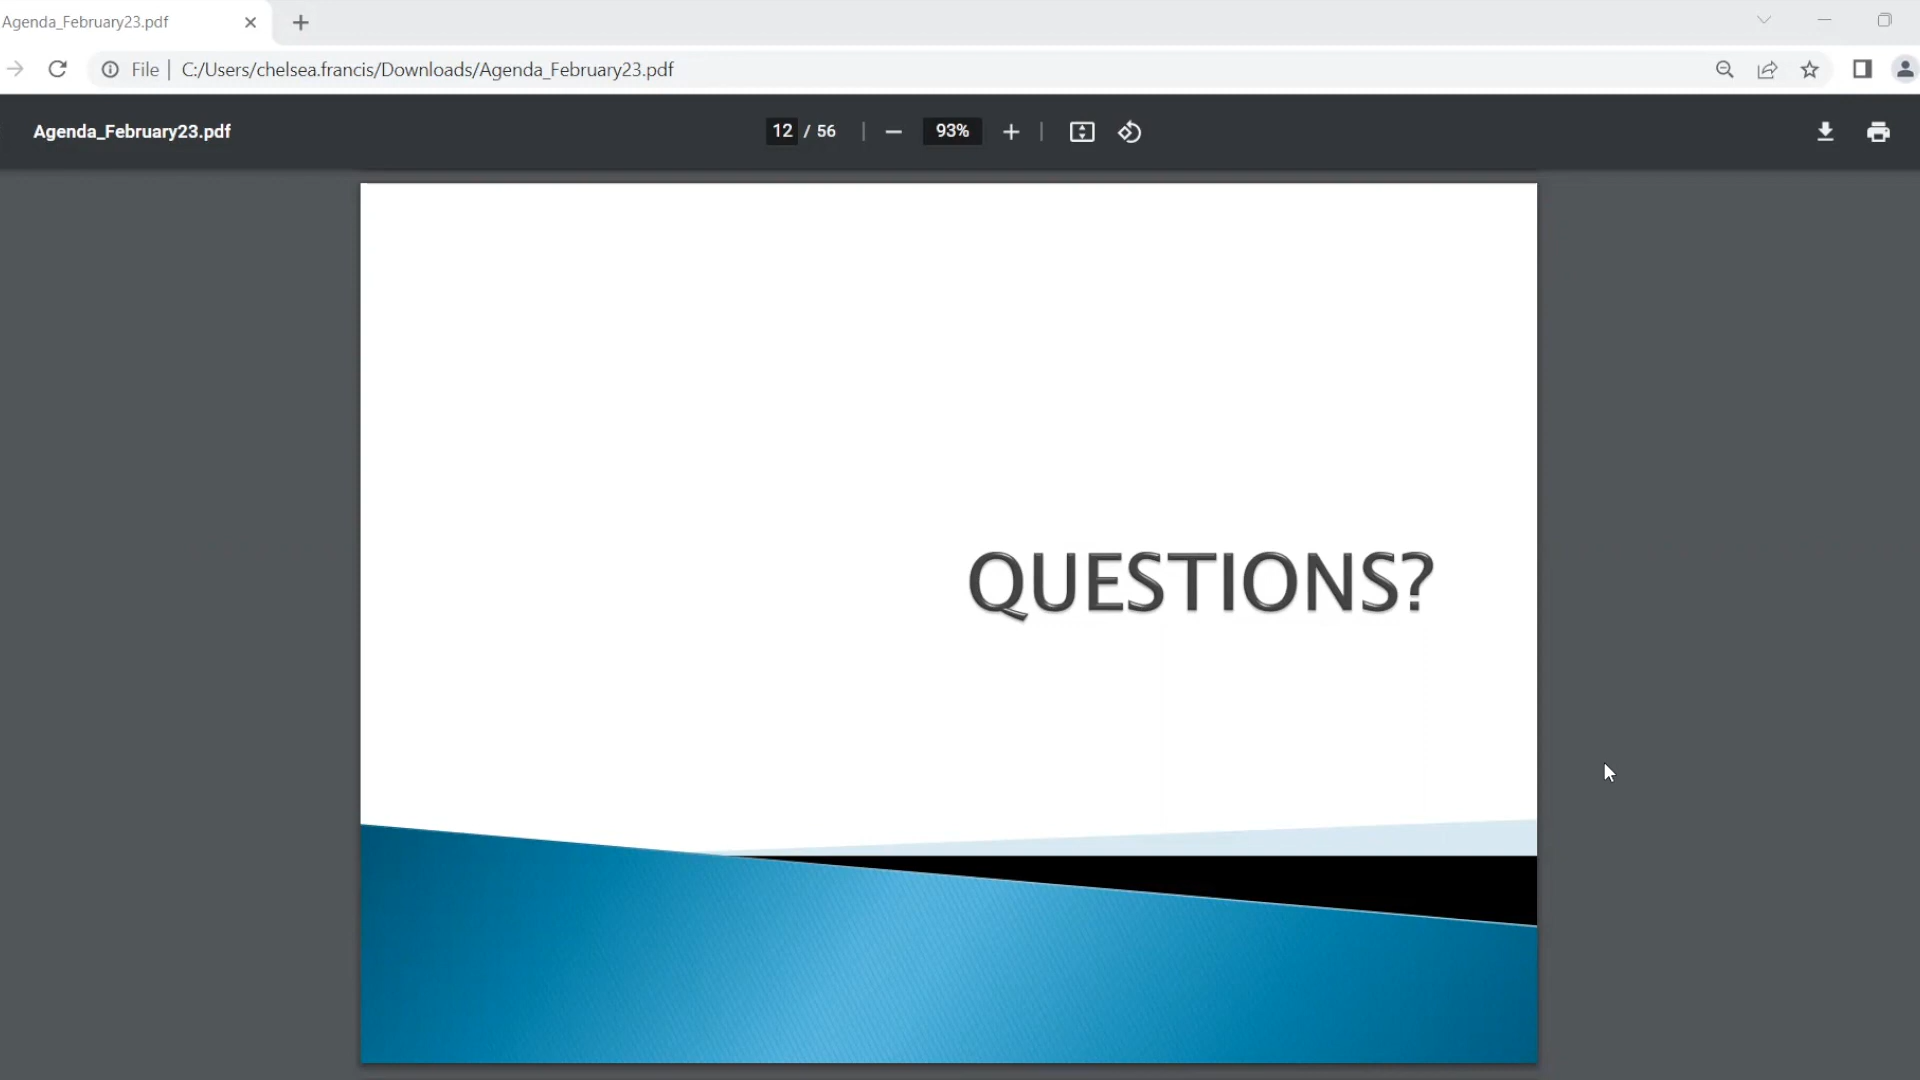 Agenda_February23.pdf
File | C:/Users/chelsea.francis/Downloads/Agenda_February23.pdf
Agenda_February23.pdf
12 / 56
93%
QUESTIONS?